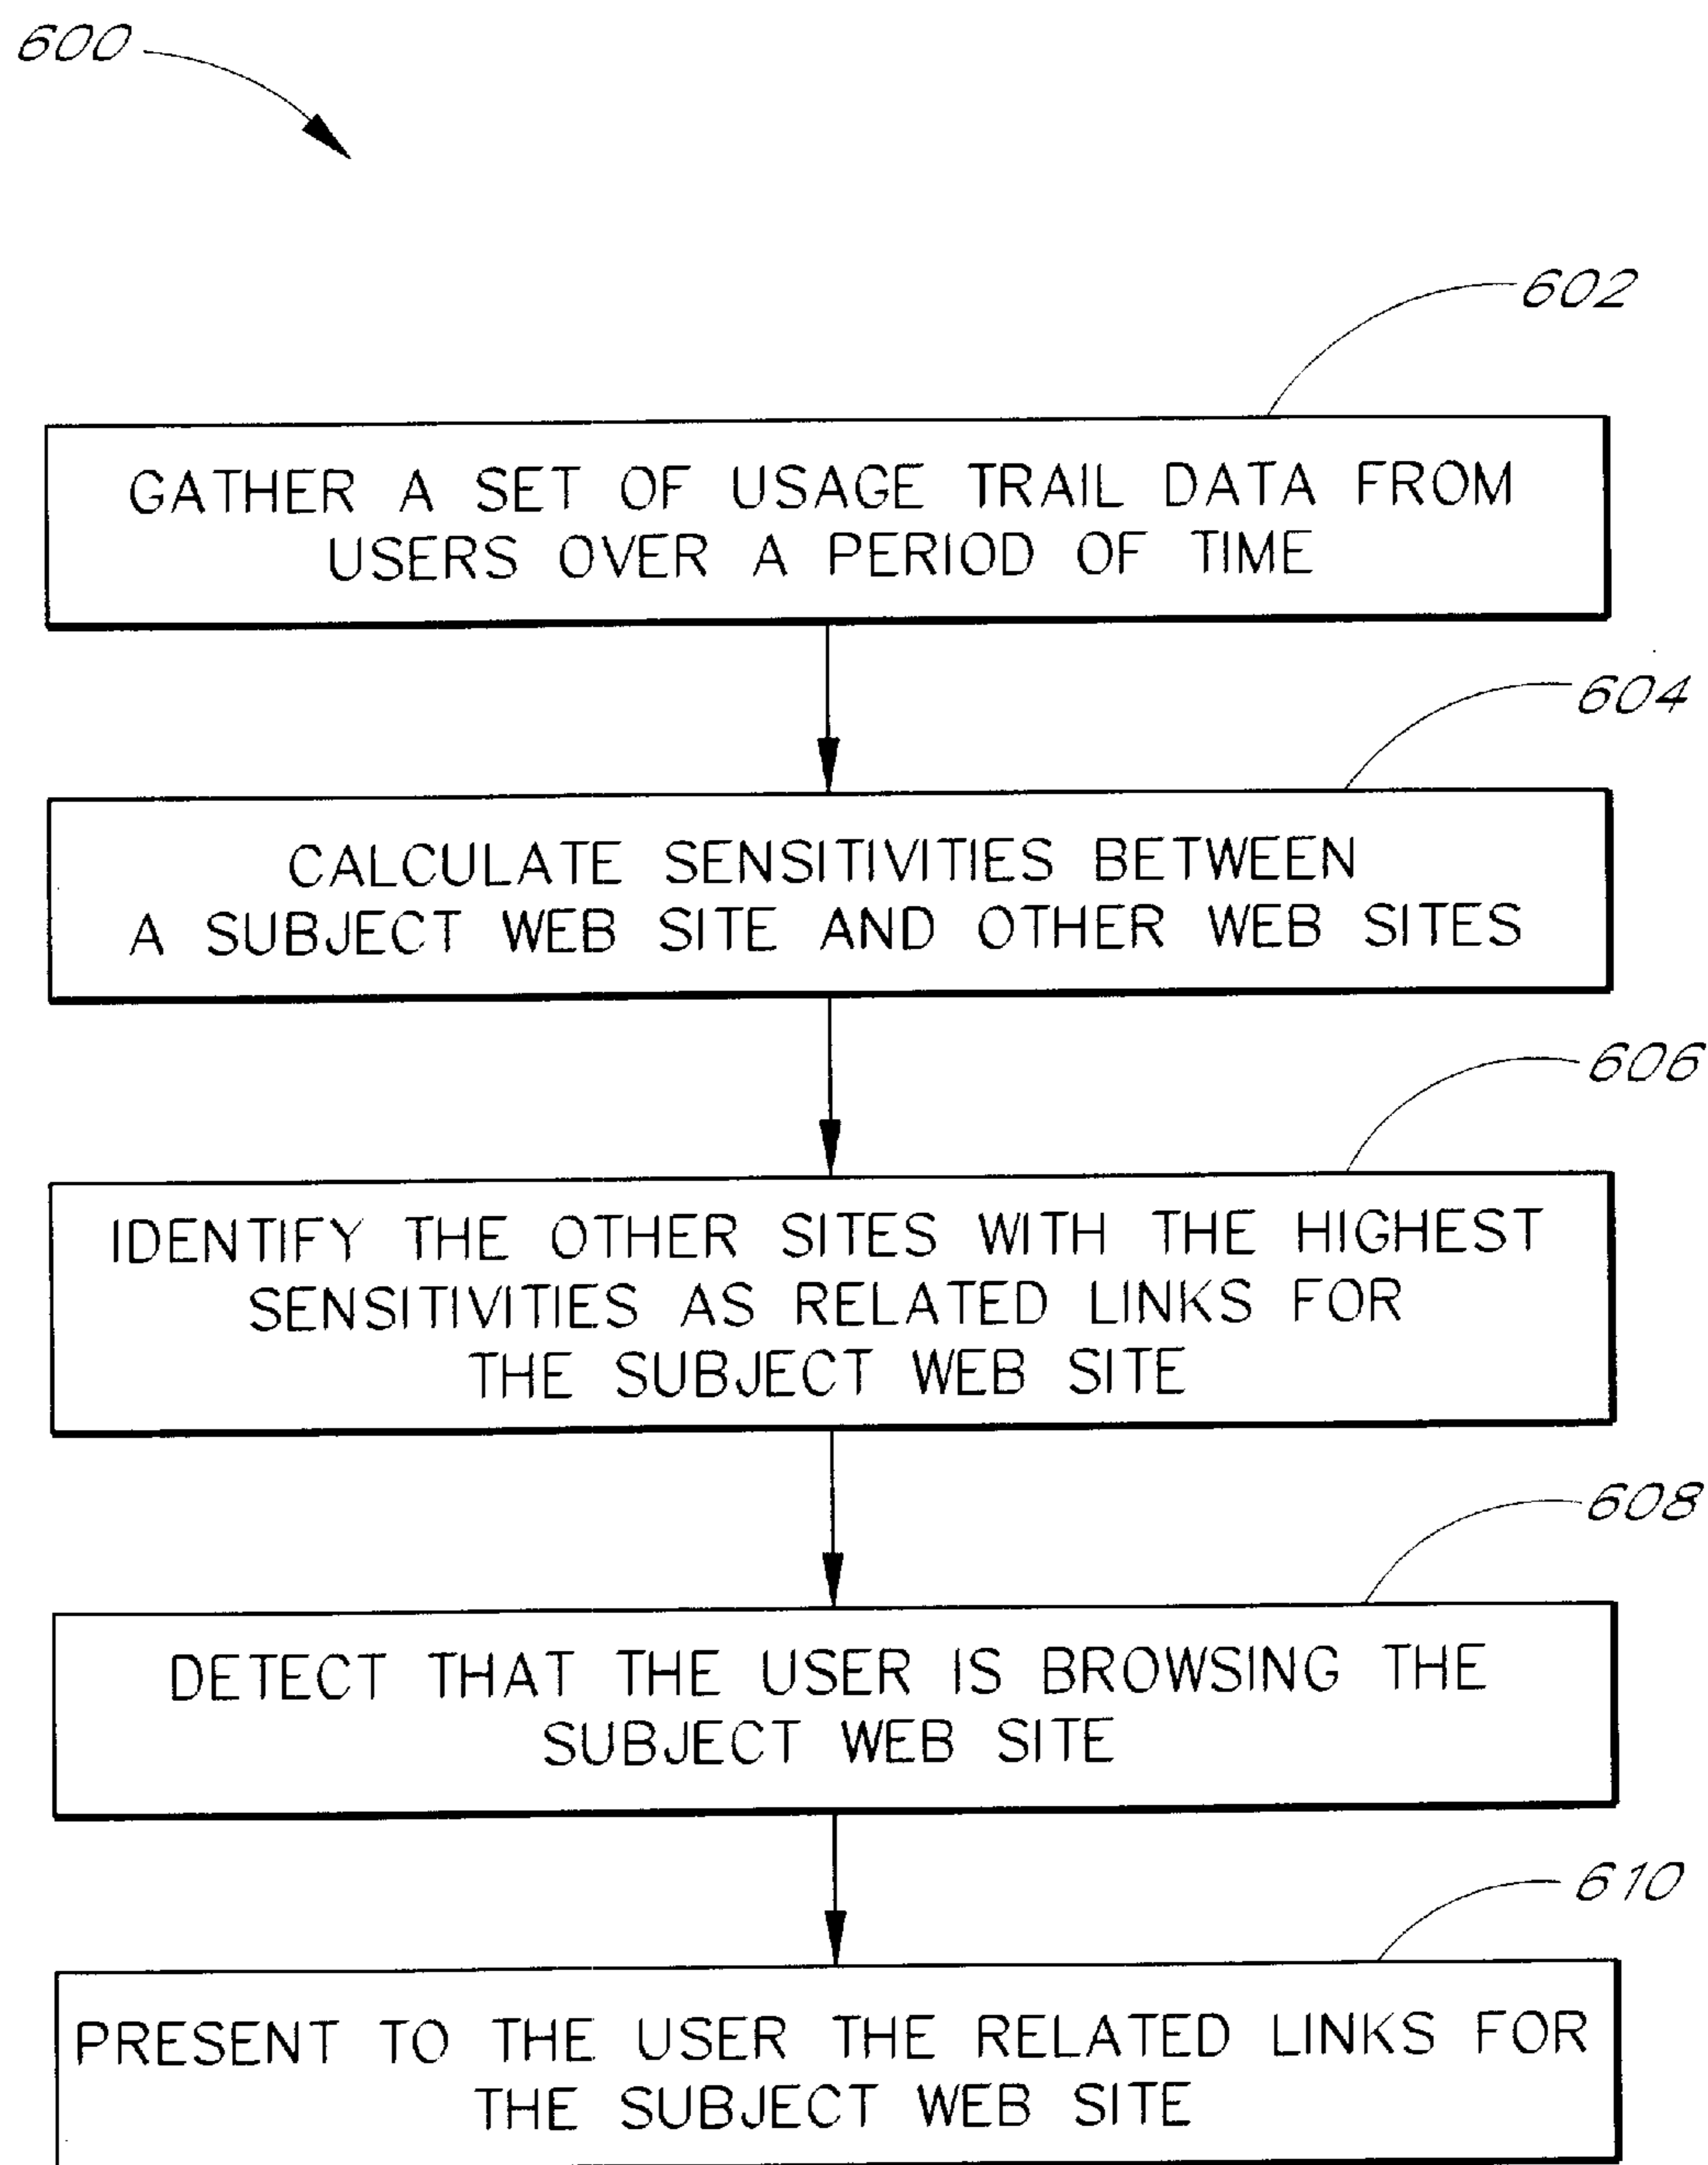 600
602
GATHER A SET OF USAGE TRAIL DATA FROM
USERS OVER A PERIOD OF TIME
604
CALCULATE SENSITIVITIES BETWEEN
A SUBJECT WEB SITE AND OTHER WEB SITES
606
IDENTIFY THE OTHER SITES WITH THE HIGHEST
SENSITIVITIES AS RELATED LINKS FOR
THE SUBJECT WEB SITE
608
DETECT THAT THE USER IS BROWSING THE
SUBJECT WEB SITE
610
PRESENT TO THE USER THE RELATED LINKS FOR
THE SUBJECT WEB SITE